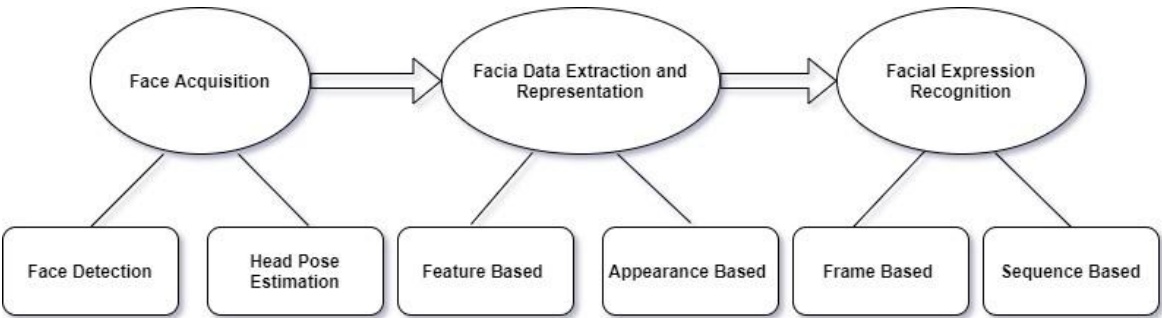 Face Acquisition
Facia Data Extraction and
Representation
Facial Expression
Recognition
Face Detection
Head Pose
Estimation
Feature Based
Appearance Based
Frame Based
Sequence Based